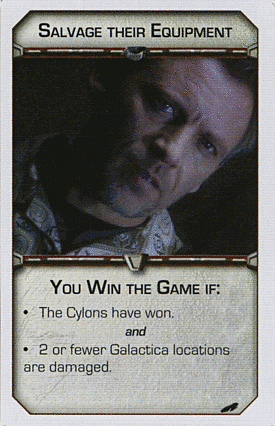 Salvage their Equipment
You Win the Game if:
• The Cylons have won.
and
• 2 or fewer Galactica locations
are damaged.